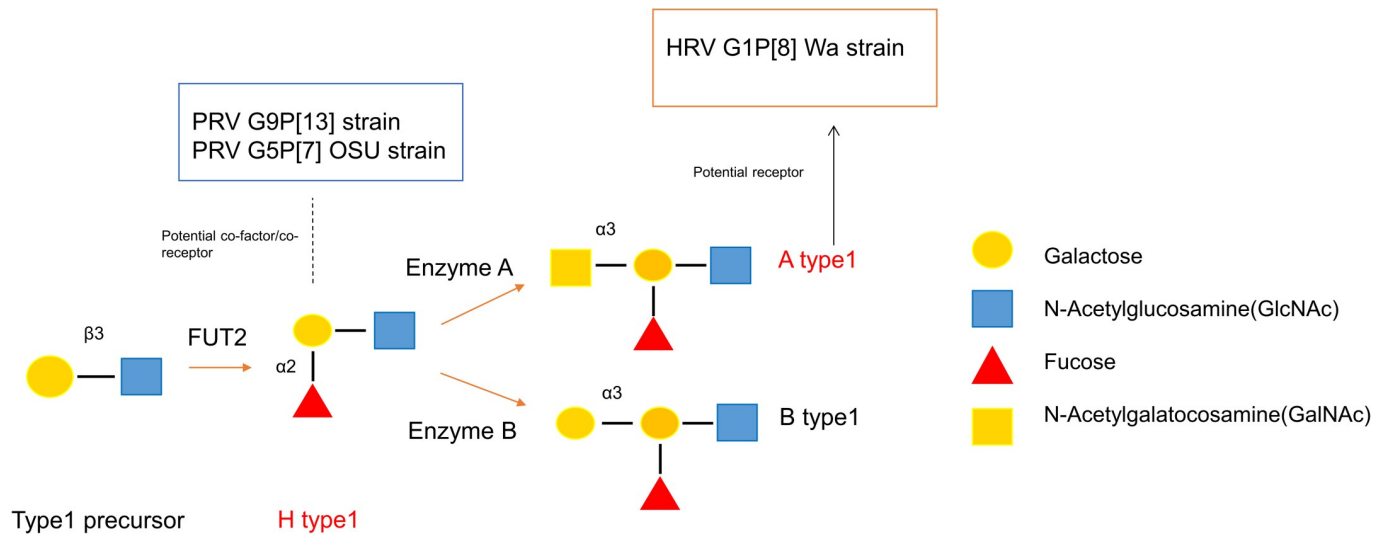 HRV G1P[8] Wa strain
PRV G9P[13] strain
PRV G5P[7] OSU strain
Potential receptor
Potential co-factor/co-
receptor
α3
Enzyme A
A type1
Galactose
N-Acetylglucosamine(GlcNAc)
β3
FUT2
α2
Fucose
α3
Enzyme B
B type1
N-Acetylgalatocosamine(GalNAc)
Type1 precursor
H type1